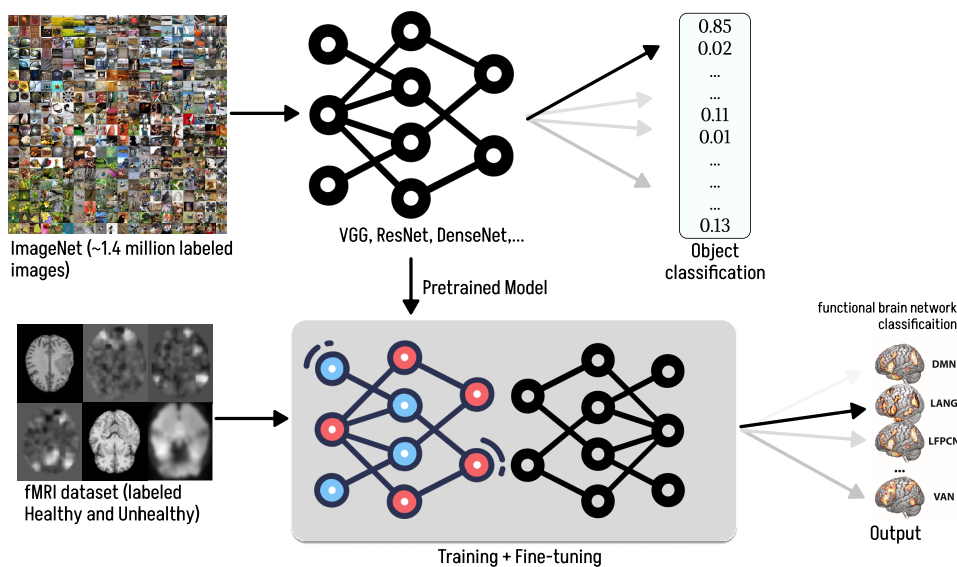 0.85
0.02
...
...
0.11
0.01
...
...
...
0.13
ImageNet (~1.4 million labeled
images)
VGG, ResNet, DenseNet,...
Object
classification
Pretrained Model
functional brain network
classificaition
DMN
LANG
LFPCN
...
VAN
Output
fMRI dataset (labeled
Healthy and Unhealthy)
Training + Fine-tuning